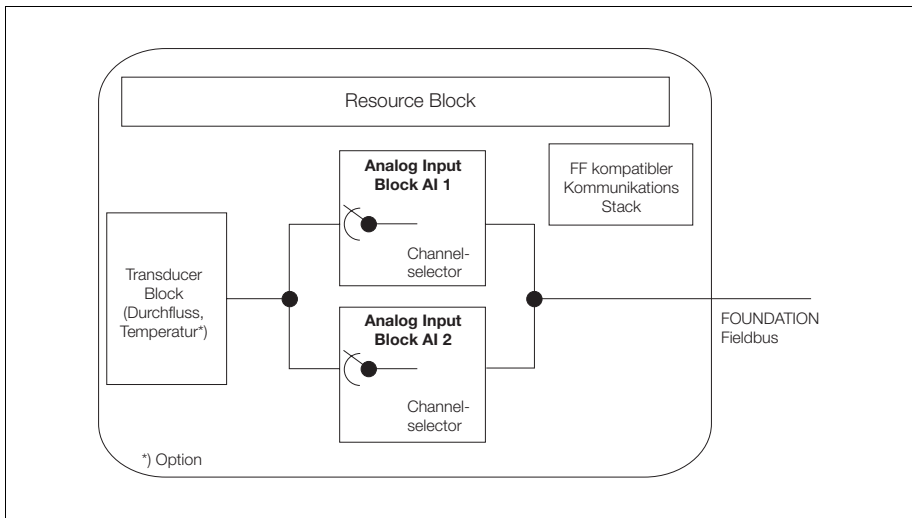 Resource Block
Analog Input
Block AI 1
Channel-
selector
FF kompatibler
Kommunikations
Stack
Transducer
Block
(Durchfluss,
Temperatur*)
Analog Input
Block AI 2
Channel-
selector
FOUNDATION
Fieldbus
*) Option